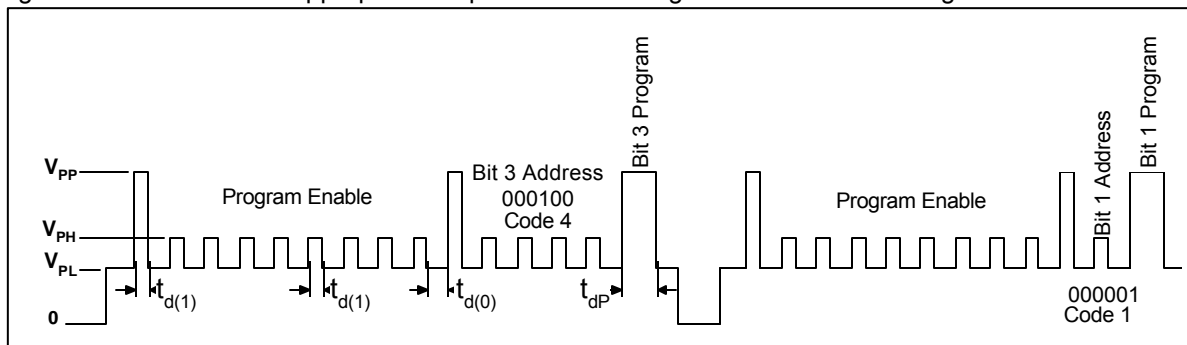 Bit 3 Program
Bit 1 Address
Bit 1 Program
V_PP
Program Enable
Bit 3 Address
000100
Code 4
Program Enable
V_PH
V_PL
t_d(1)
t_d(1)
t_d(0)
t_dP
0
000001
Code 1